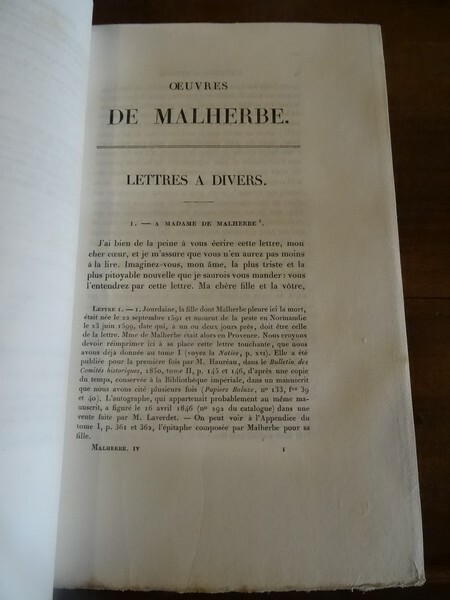 ŒUVRES
DE MALHERBE.
LETTRES A DIVERS.
1. — A MADAME DE MALHERBE¹.
J'ai bien de la peine à vous écrire cette lettre, mon
cher cœur, et je m'assure que vous n'en aurez pas moins
à la lire. Imaginez-vous, mon âme, la plus triste et la
plus pitoyable nouvelle que je saurois vous mander: vous
l'entendrez par cette lettre. Ma chère fille et la vôtre,
LETTRE 1. — 1. Jourdaine, la fille dont Malherbe pleure ici la mort,
était née le 22 septembre 1591 et mourut de la peste en Normandie
le 23 juin 1599, date qui, à un ou deux jours près, doit être celle
de la lettre. Mme de Malherbe était alors en Provence. Nous croyons
devoir réimprimer ici à sa place cette lettre touchante, que
nous avons déjà donnée au tome I (voyez la Notice, p. XXI). Elle a été
publiée pour la première fois par M. Hauréau, dans le Bulletin des
Comités historiques, 1850, tome II, p. 145 et 146, d'après une copie
du temps, conservée à la Bibliothèque impériale, dans un manuscrit
que nous avons cité plusieurs fois (Papiers Baluze, nº 133, fᵒˢ 39
et 40). L'autographe, qui appartenait probablement au même ma-
nuscrit, a figuré le 16 avril 1846 (nº 292 du catalogue) dans une
vente faite par M. Laverdet. — On peut voir à l'Appendice du
tome I, p. 361 et 362, l'épitaphe composée par Malherbe pour sa
fille.
MALHERBE. IV 1